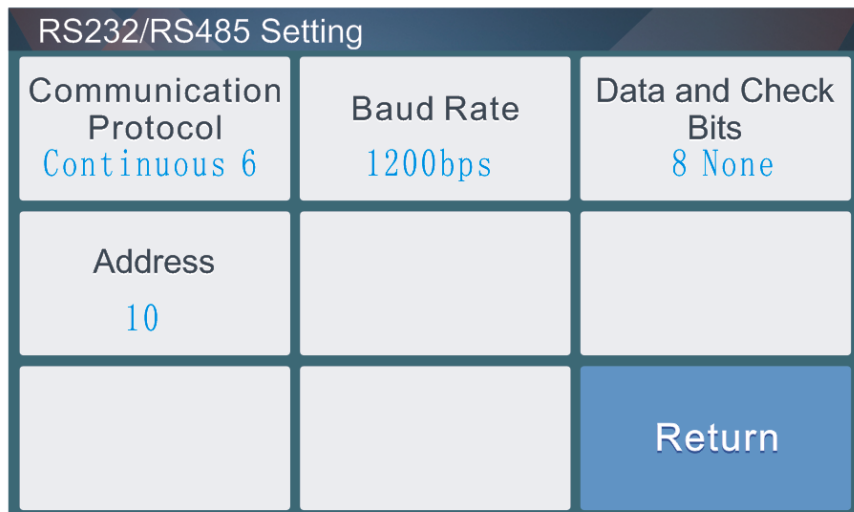 RS232/RS485 Setting
Communication
Protocol
Continuous 6
Baud Rate
1200bps
Data and Check
Bits
8 None
Address
10
Return